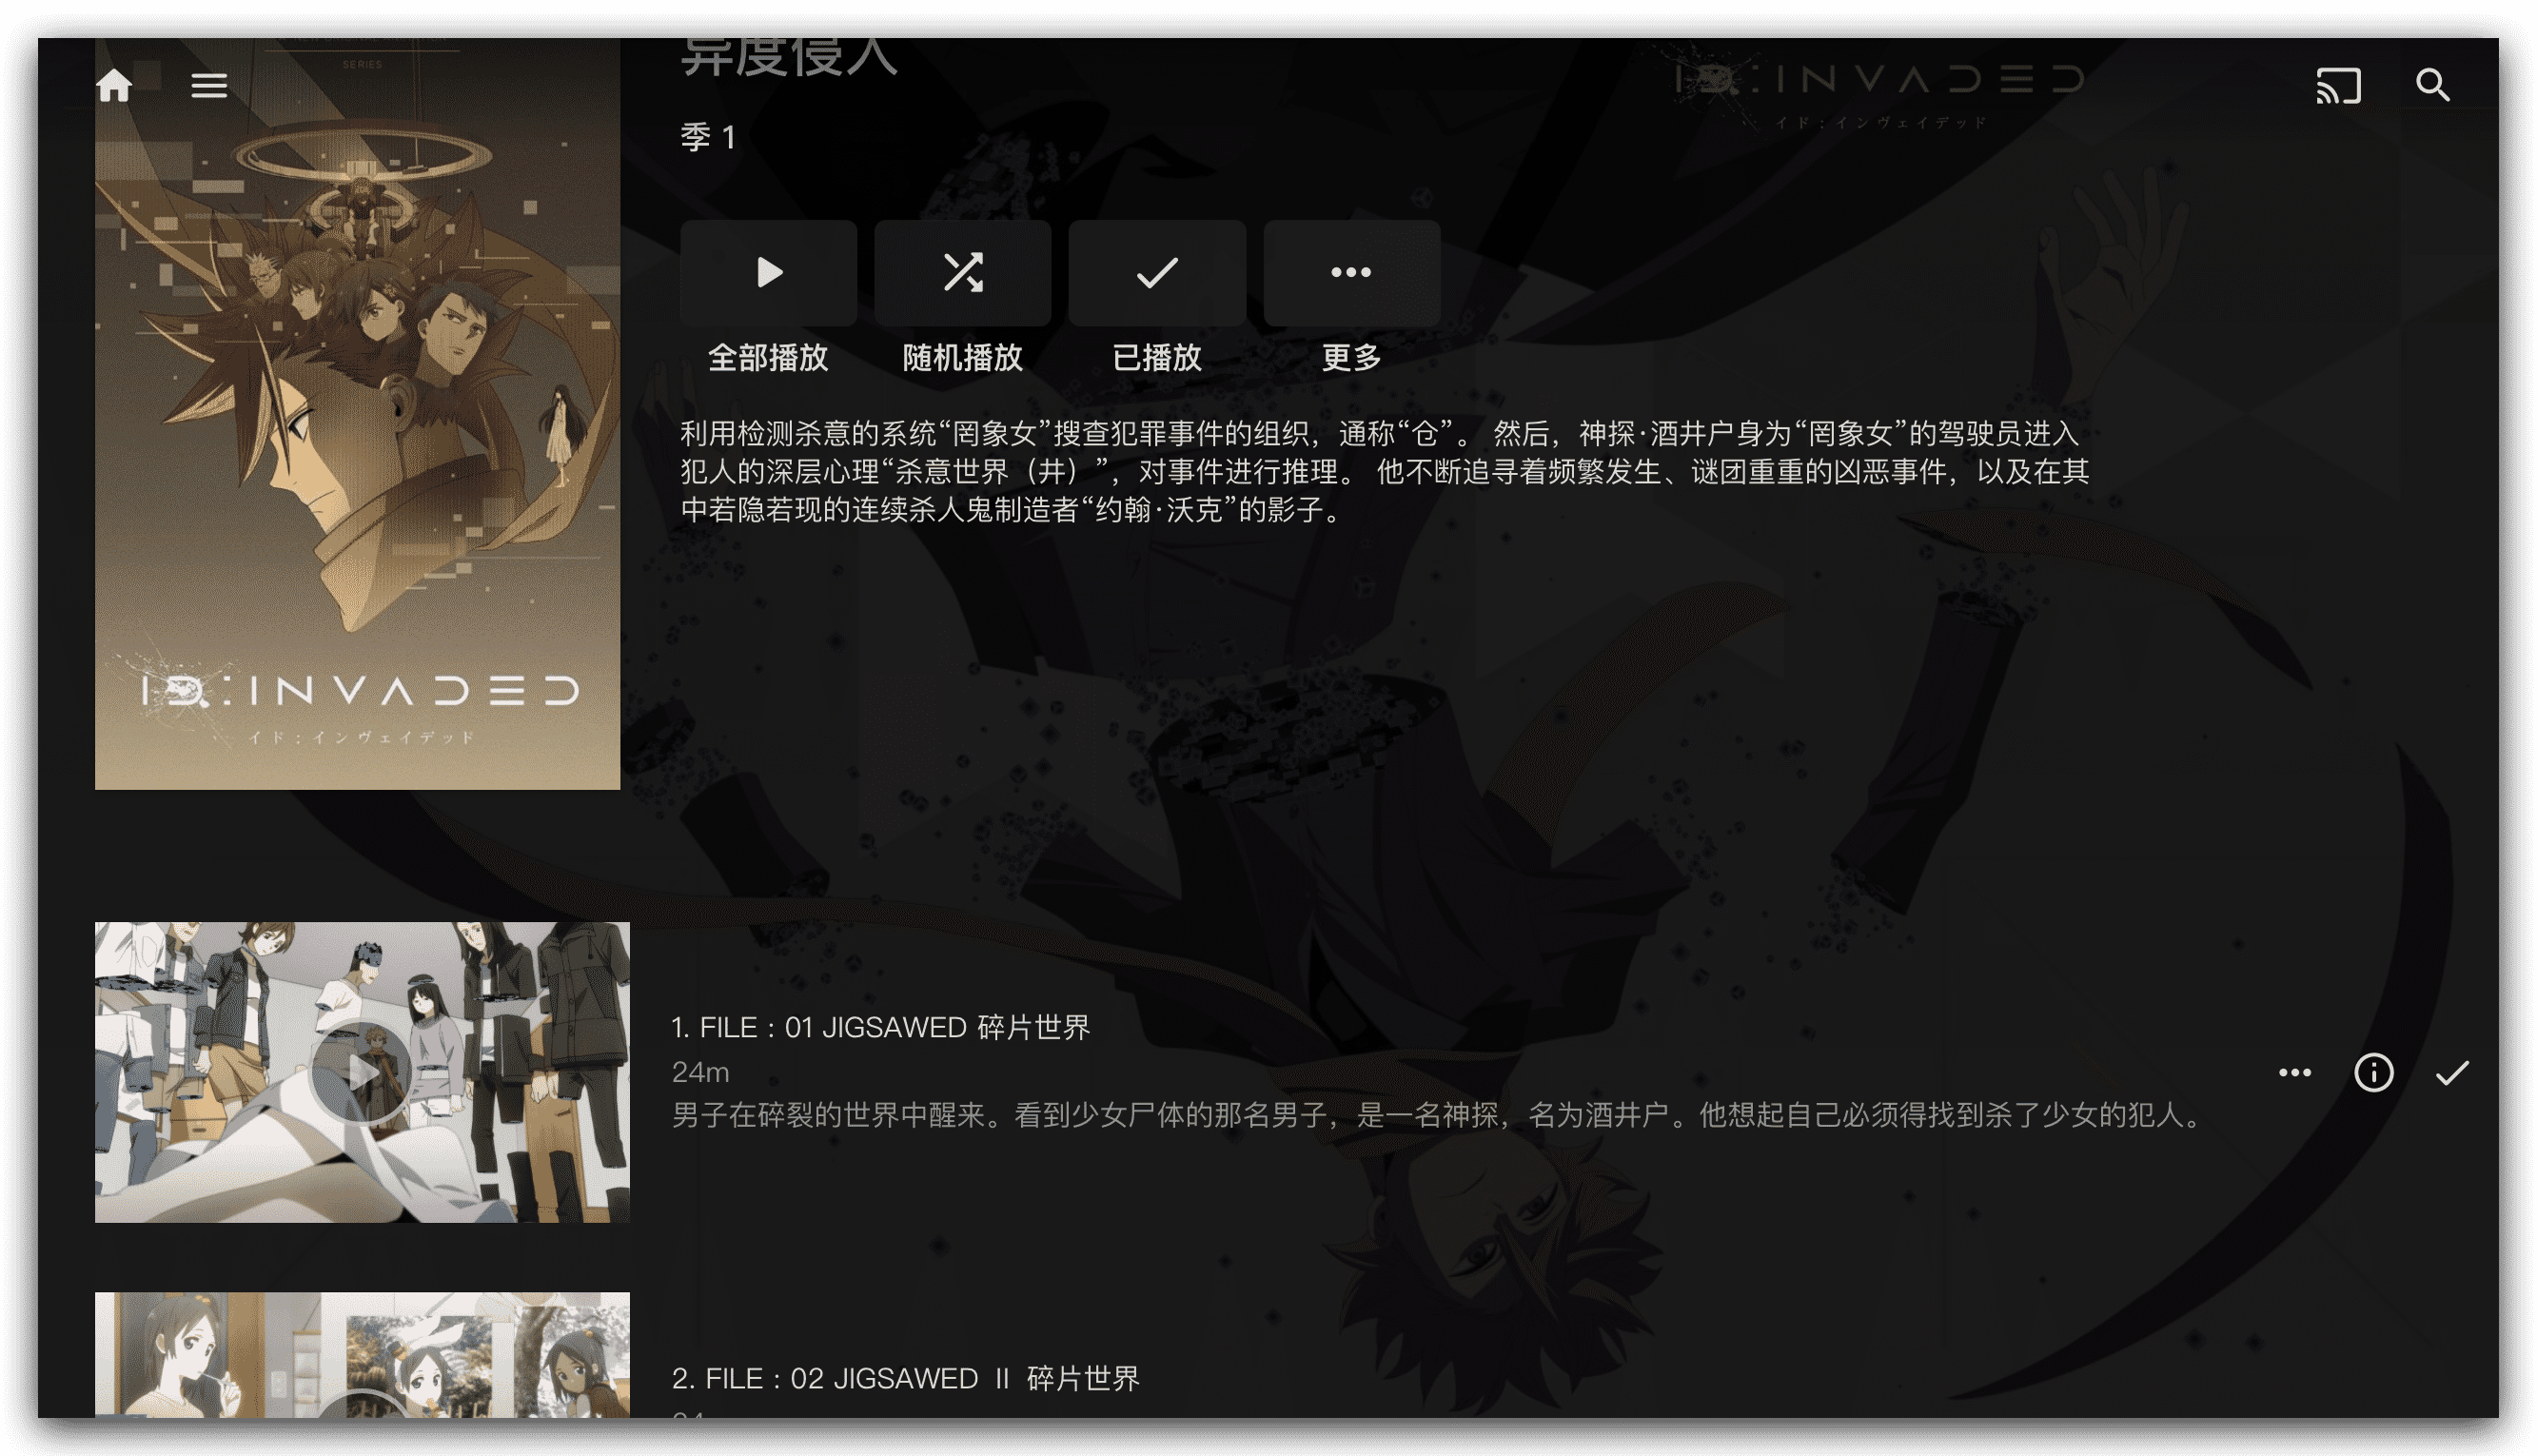 SERIES
异度侵入
ID:INVADED
イド:インヴェイデッド
季 1
全部播放
随机播放
已播放
更多
利用检测杀意的系统“罔象女”搜查犯罪事件的组织，通称“仓”。 然后，神探·酒井户身为“罔象女”的驾驶员进入
犯人的深层心理“杀意世界（井）”，对事件进行推理。 他不断追寻着频繁发生、谜团重重的凶恶事件，以及在其
中若隐若现的连续杀人鬼制造者“约翰·沃克”的影子。
ID:INVADED
イド:インヴェイデッド
1. FILE : 01 JIGSAWED 碎片世界
24m
男子在碎裂的世界中醒来。看到少女尸体的那名男子，是一名神探，名为酒井户。他想起自己必须得找到杀了少女的犯人。
2. FILE : 02 JIGSAWED Ⅱ 碎片世界